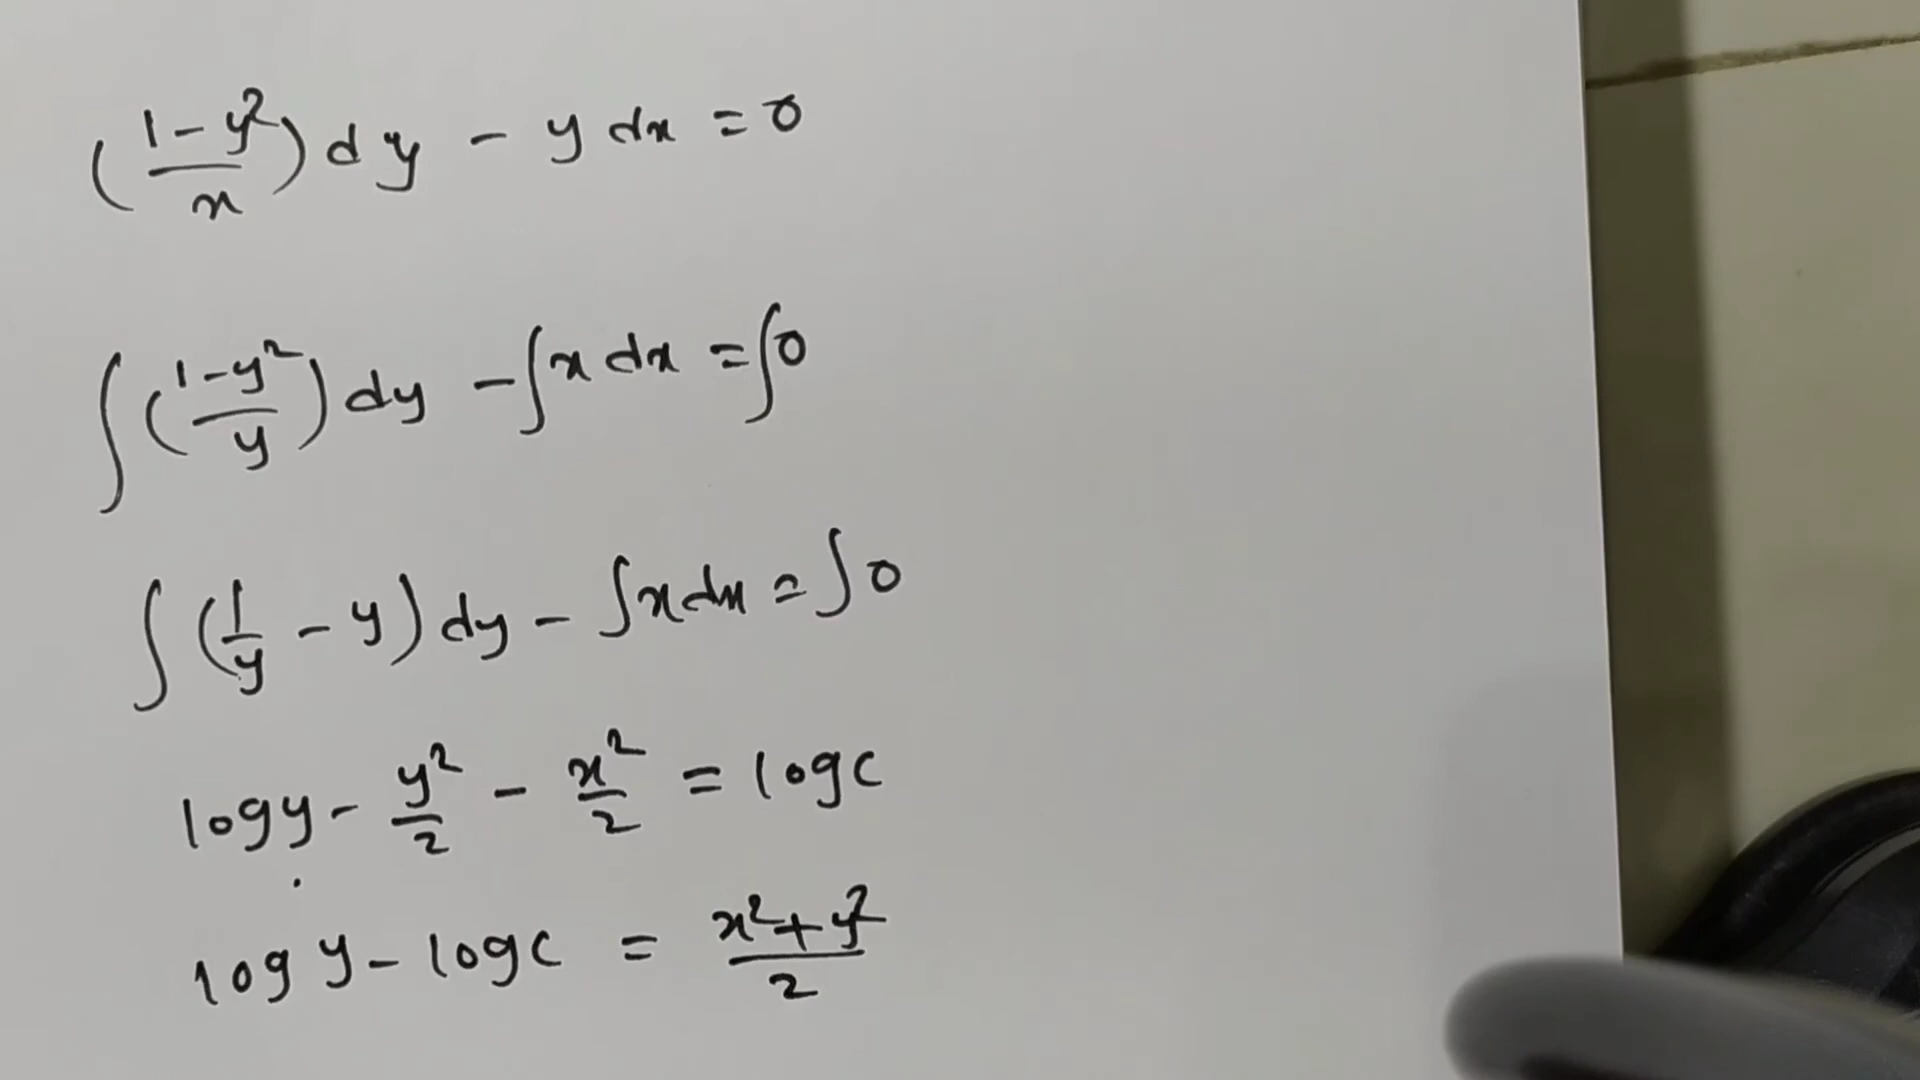 (1-y²/x) dy - y dx = 0
∫(1-y²/y) dy - ∫x dx = ∫0
∫(1/y - y) dy - ∫x dx = ∫0
log y - y²/2 - x²/2 = log c
log y - log c = x²+y²/2